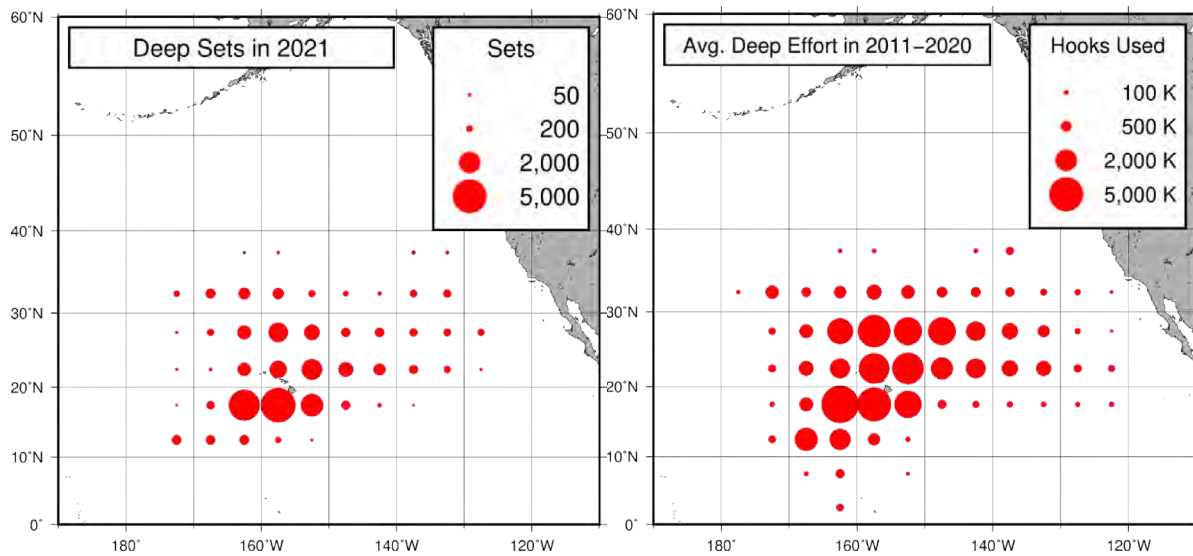 Deep Sets in 2021
Sets
50
200
2,000
5,000
60°N
50°N
40°N
30°N
20°N
10°N
0°
180°
160°W
140°W
120°W
Avg. Deep Effort in 2011–2020
Hooks Used
100 K
500 K
2,000 K
5,000 K
60°N
50°N
40°N
30°N
20°N
10°N
0°
180°
160°W
140°W
120°W